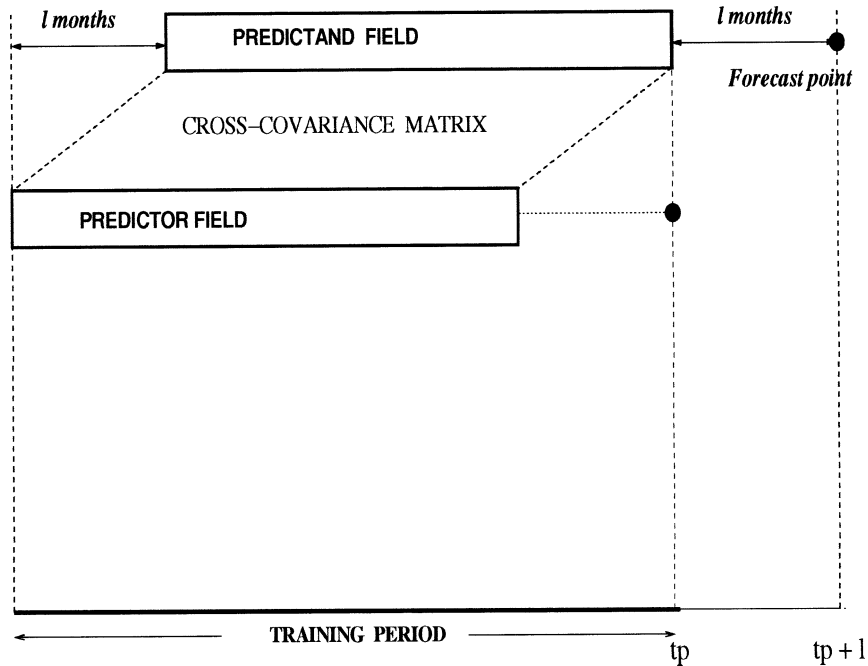 l months
PREDICTAND FIELD
l months
Forecast point
CROSS–COVARIANCE MATRIX
PREDICTOR FIELD
TRAINING PERIOD
tp
tp + l